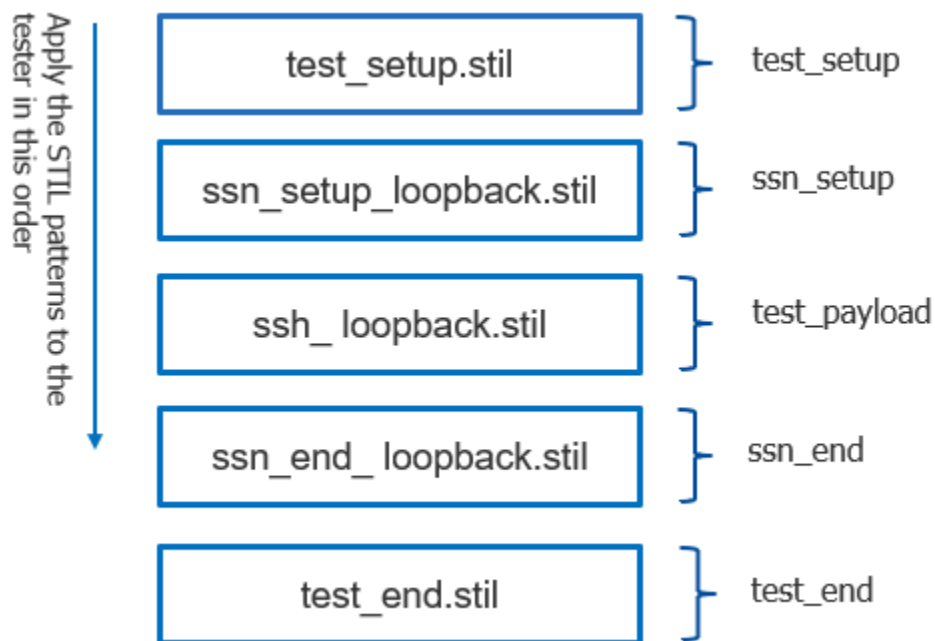 Apply the STIL patterns to the
tester in this order
test_setup.stil
test_setup
ssn_setup_loopback.stil
ssn_setup
ssh_ loopback.stil
test_payload
ssn_end_ loopback.stil
ssn_end
test_end.stil
test_end